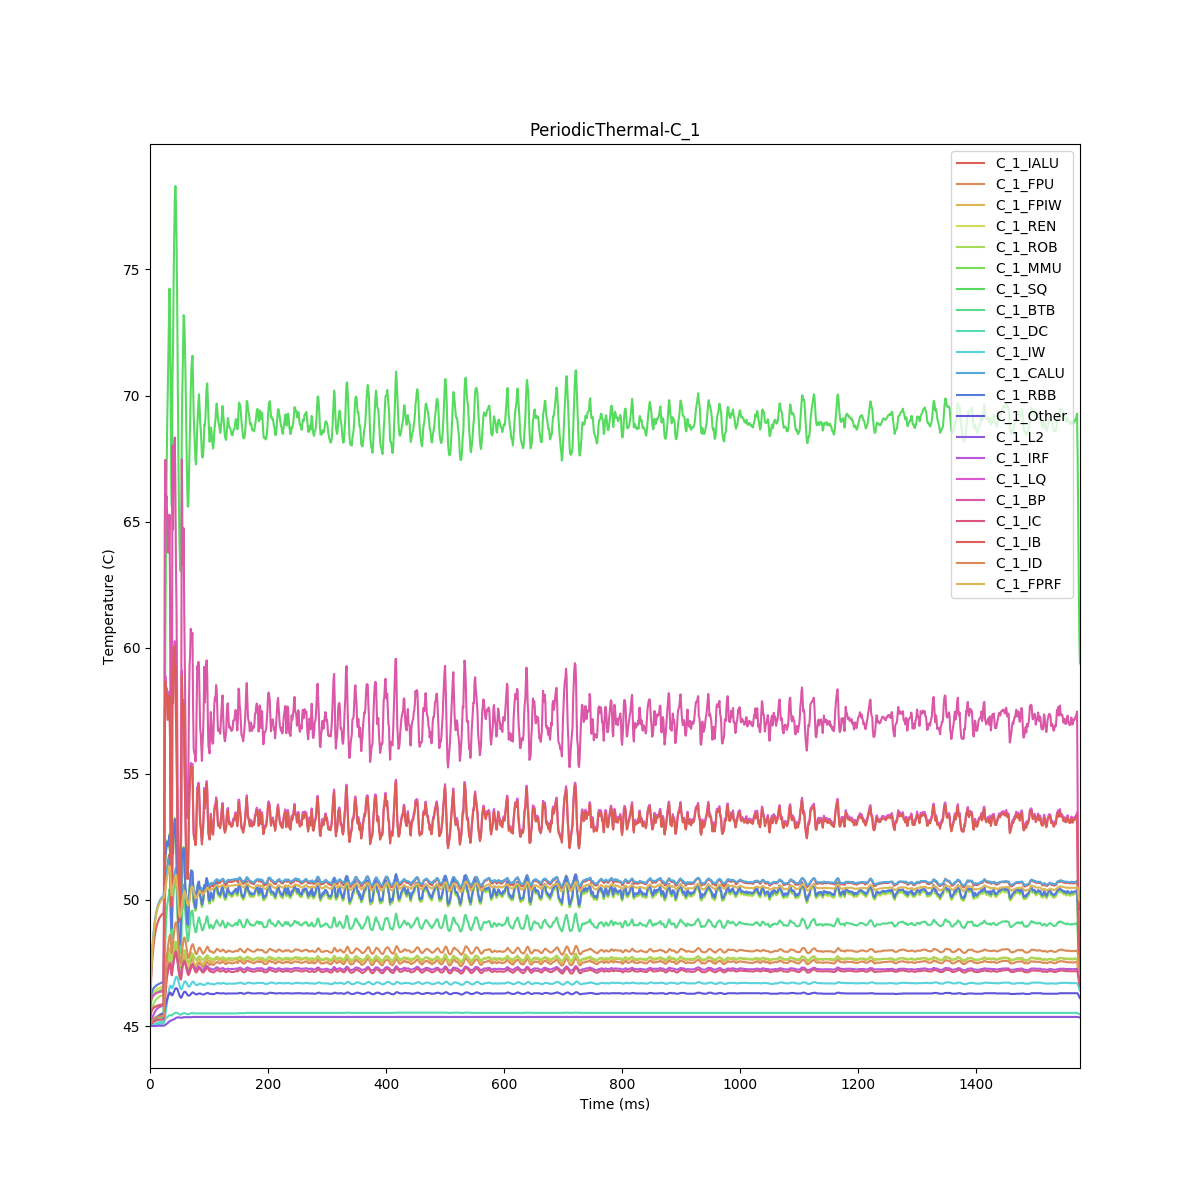 PeriodicThermal-C_1
C_1_IALU
C_1_FPU
C_1_FPIW
C_1_REN
C_1_ROB
C_1_MMU
C_1_SQ
C_1_BTB
C_1_DC
C_1_IW
C_1_CALU
C_1_RBB
C_1_Other
C_1_L2
C_1_IRF
C_1_LQ
C_1_BP
C_1_IC
C_1_IB
C_1_ID
C_1_FPRF
75
70
65
60
55
50
45
Temperature (C)
0 200 400 600 800 1000 1200 1400
Time (ms)